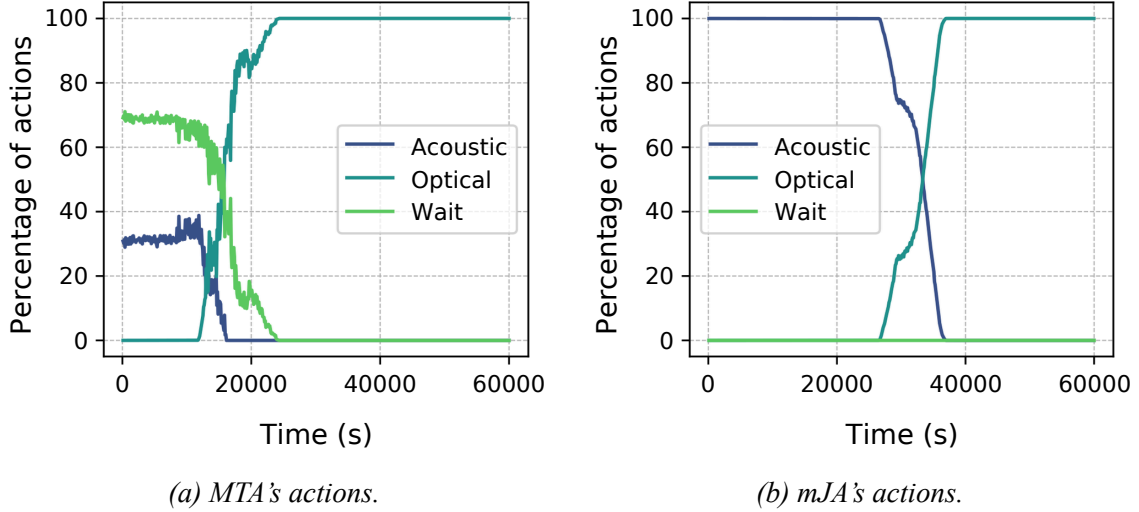 100
80
60
40
20
0
Percentage of actions
Acoustic
Optical
Wait
0
20000
40000
60000
Time (s)
(a) MTA's actions.
100
80
60
40
20
0
Percentage of actions
Acoustic
Optical
Wait
0
20000
40000
60000
Time (s)
(b) mJA's actions.